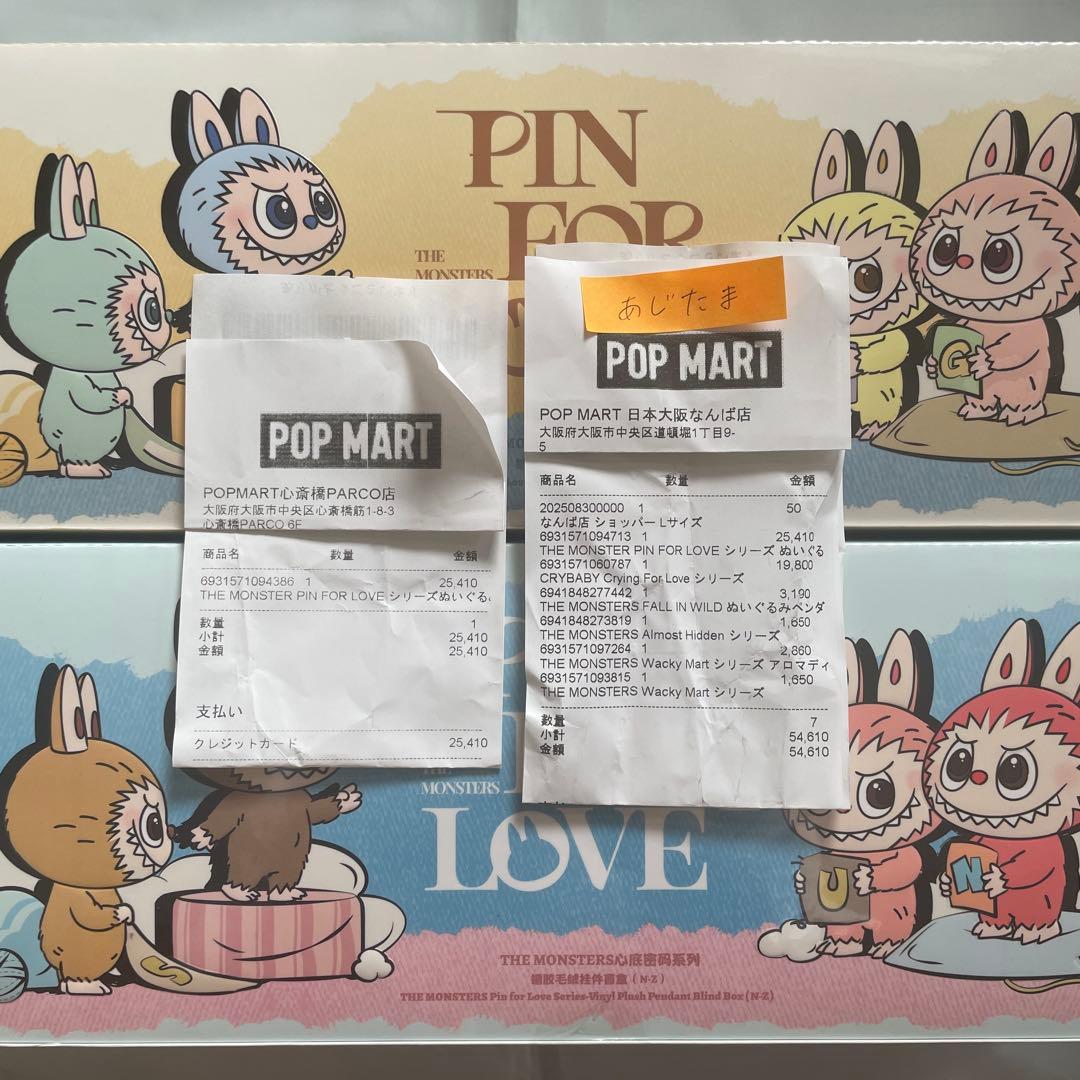 PIN
FOR
THE
MONSTERS
G
S
POP MART
POPMART心斎橋PARCO店
大阪府大阪市中央区心斎橋筋1-8-3
心斎橋PARCO 6F
商品名 数量 金額
6931571094386 1 25,410
THE MONSTER PIN FOR LOVE シリーズぬいぐる
数量 1
小計 25,410
金額 25,410
支払い
クレジットカード 25,410
あじたま
POP MART
POP MART 日本大阪なんば店
大阪府大阪市中央区道頓堀1丁目9-
5
商品名 数量 金額
202508300000 1 50
なんば店 ショッパー Lサイズ
6931571094713 1 25,410
THE MONSTER PIN FOR LOVE シリーズ ぬいぐる
6931571060787 1 19,800
CRYBABY Crying For Love シリーズ
6941848277442 1 3,190
THE MONSTERS FALL IN WILD ぬいぐるみペンダ
6941848273819 1 1,650
THE MONSTERS Almost Hidden シリーズ
6931571097264 1 2,860
THE MONSTERS Wacky Mart シリーズ アロマディ
6931571093815 1 1,650
THE MONSTERS Wacky Mart シリーズ
数量 7
小計 54,610
金額 54,610
THE
MONSTERS
LOVE
S
U
N
THE MONSTERS心底密码系列
搪胶毛绒挂件盲盒（N-Z）
THE MONSTERS Pin for Love Series-Vinyl Plush Pendant Blind Box (N-Z)